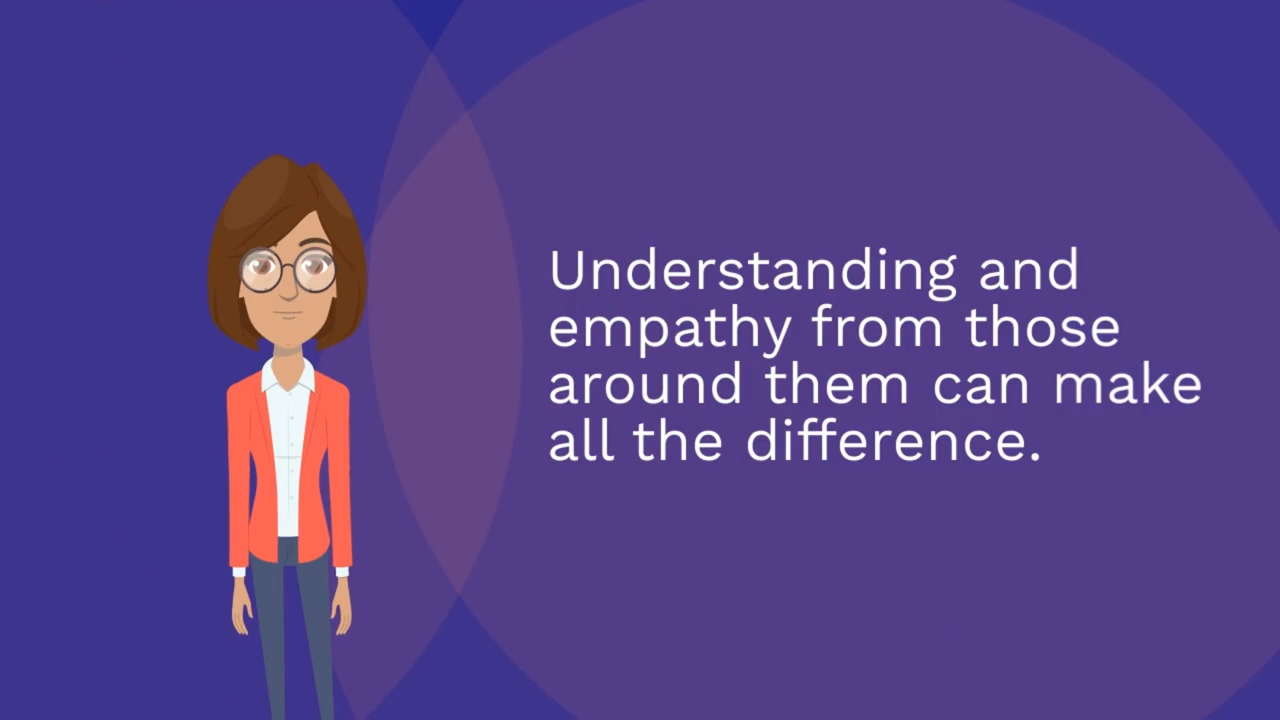 Understanding and
empathy from those
around them can make
all the difference.